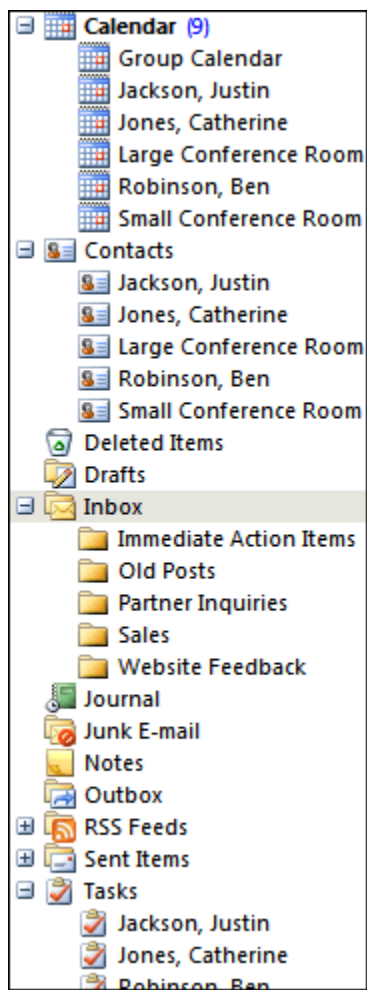 Calendar (9)
Group Calendar
Jackson, Justin
Jones, Catherine
Large Conference Room
Robinson, Ben
Small Conference Room
Contacts
Jackson, Justin
Jones, Catherine
Large Conference Room
Robinson, Ben
Small Conference Room
Deleted Items
Drafts
Inbox
Immediate Action Items
Old Posts
Partner Inquiries
Sales
Website Feedback
Journal
Junk E-mail
Notes
Outbox
RSS Feeds
Sent Items
Tasks
Jackson, Justin
Jones, Catherine
Robinson, Ben